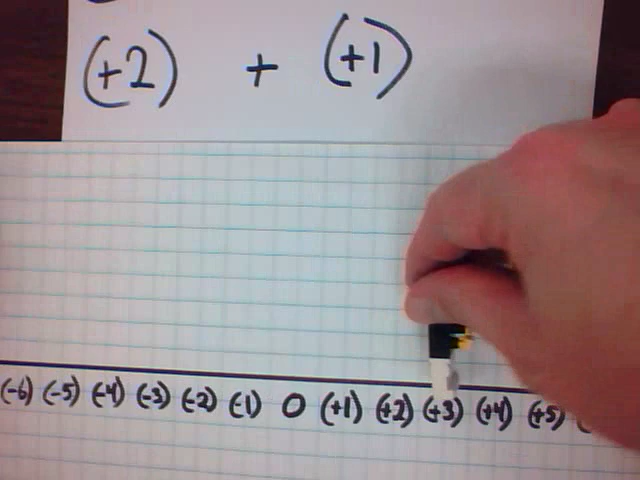 (+2) + (+1)
(-6) (-5) (-4) (-3) (-2) (-1) 0 (+1) (+2) (+3) (+4) (+5)